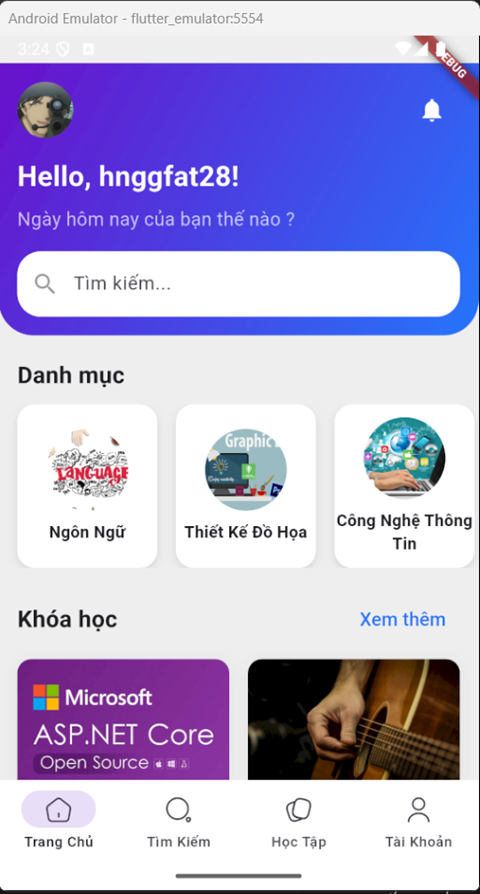 Android Emulator - flutter_emulator:5554
3:24
Hello, hnggfat28!
Ngày hôm nay của bạn thế nào ?
Tìm kiếm...
Danh mục
LANGUAGE
Graphic
Ngôn Ngữ
Thiết Kế Đồ Họa
Công Nghệ Thông
Tin
Khóa học
Xem thêm
Microsoft
ASP.NET Core
Open Source
Trang Chủ
Tìm Kiếm
Học Tập
Tài Khoản